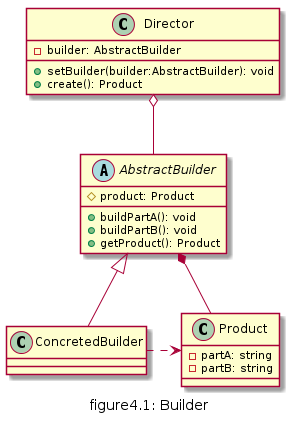 C Director
builder: AbstractBuilder
setBuilder(builder:AbstractBuilder): void
create(): Product
A AbstractBuilder
product: Product
buildPartA(): void
buildPartB(): void
getProduct(): Product
C ConcretedBuilder
C Product
partA: string
partB: string
figure4.1: Builder